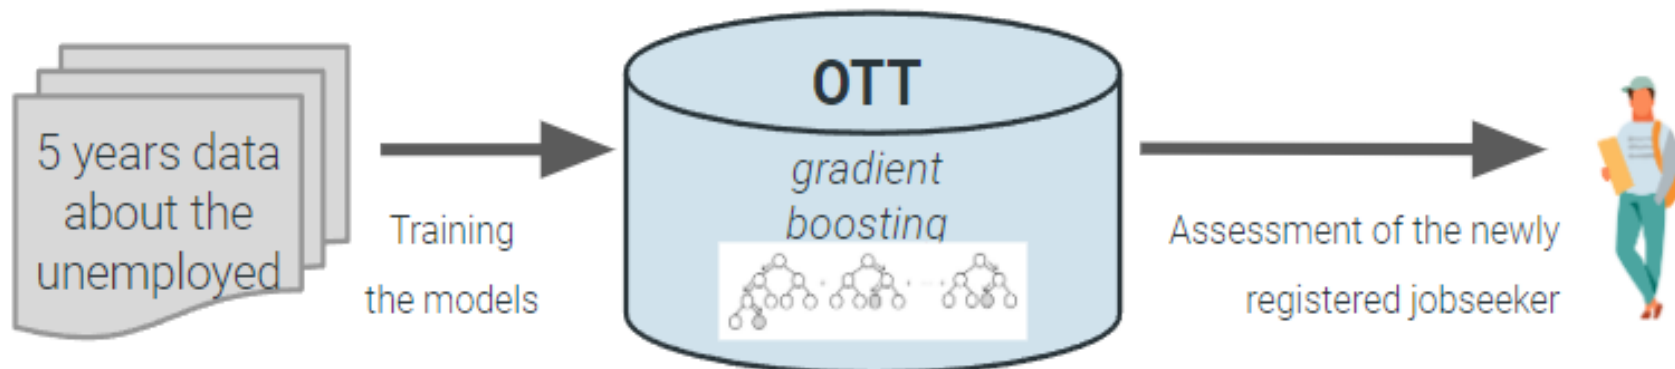 5 years data
about the
unemployed
Training
the models
OTT
gradient
boosting
Assessment of the newly
registered jobseeker